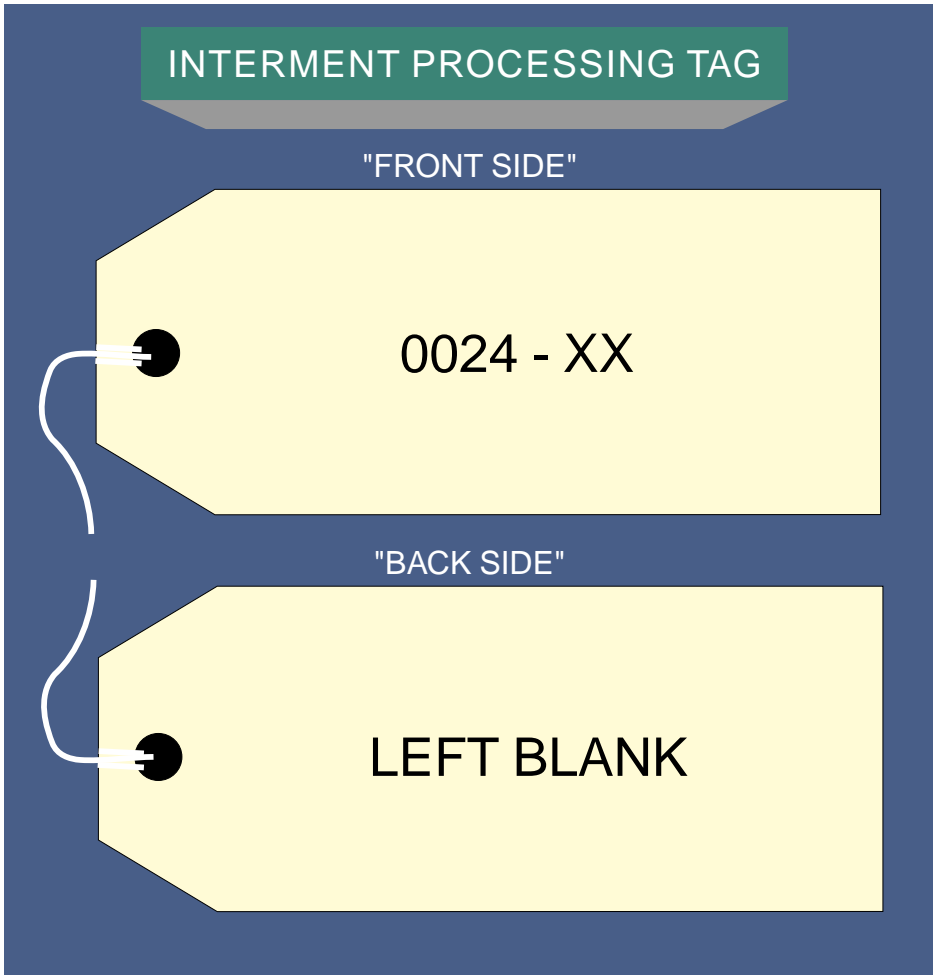 INTERMENT PROCESSING TAG
"FRONT SIDE"
0024 - XX
"BACK SIDE"
LEFT BLANK